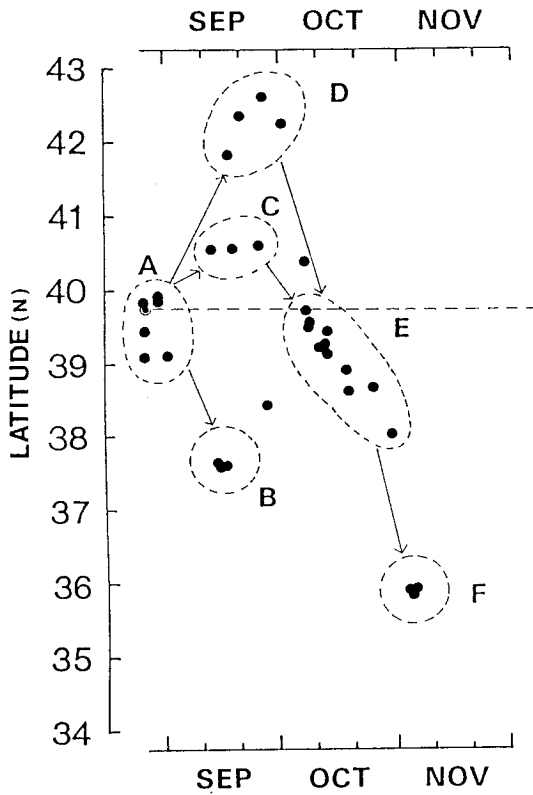 SEP OCT NOV
43
D
42
41
C
A
40
E
39
LATITUDE (N)
38
B
37
36
F
35
34
SEP OCT NOV